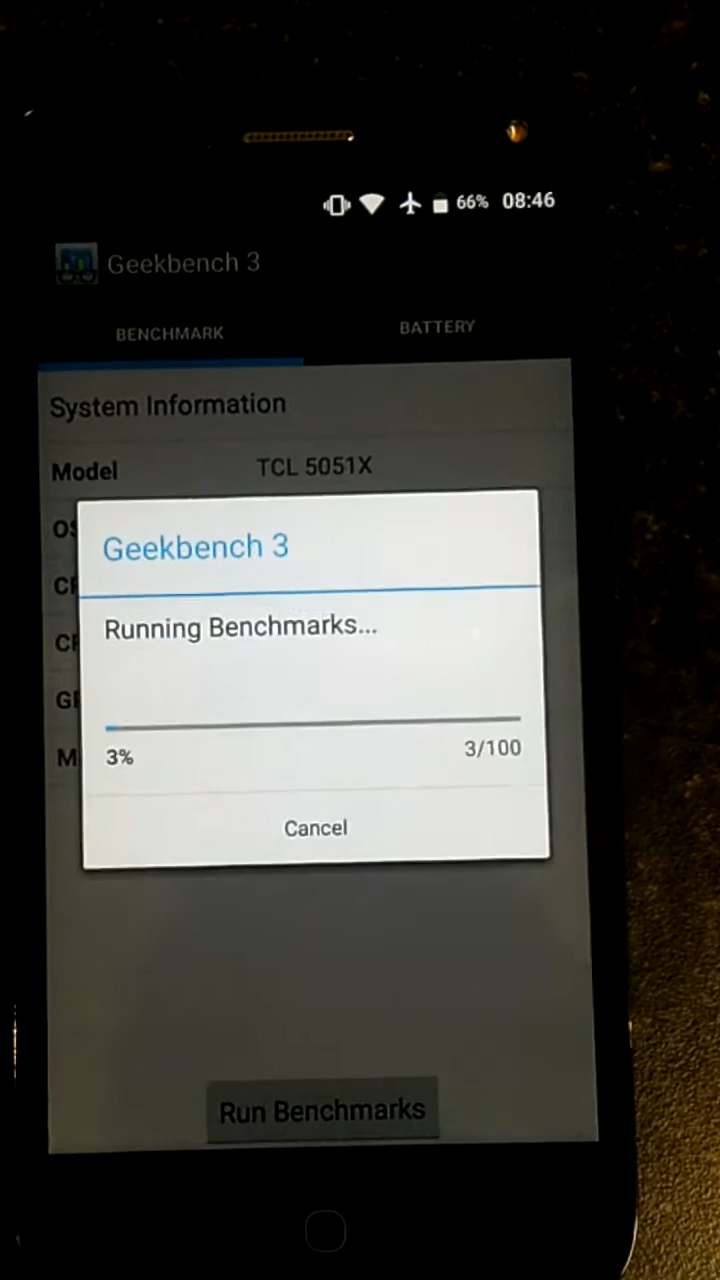 66% 08:46
Geekbench 3
BENCHMARK BATTERY
System Information
Model TCL 5051X
Geekbench 3
Running Benchmarks...
3% 3/100
Cancel
Run Benchmarks